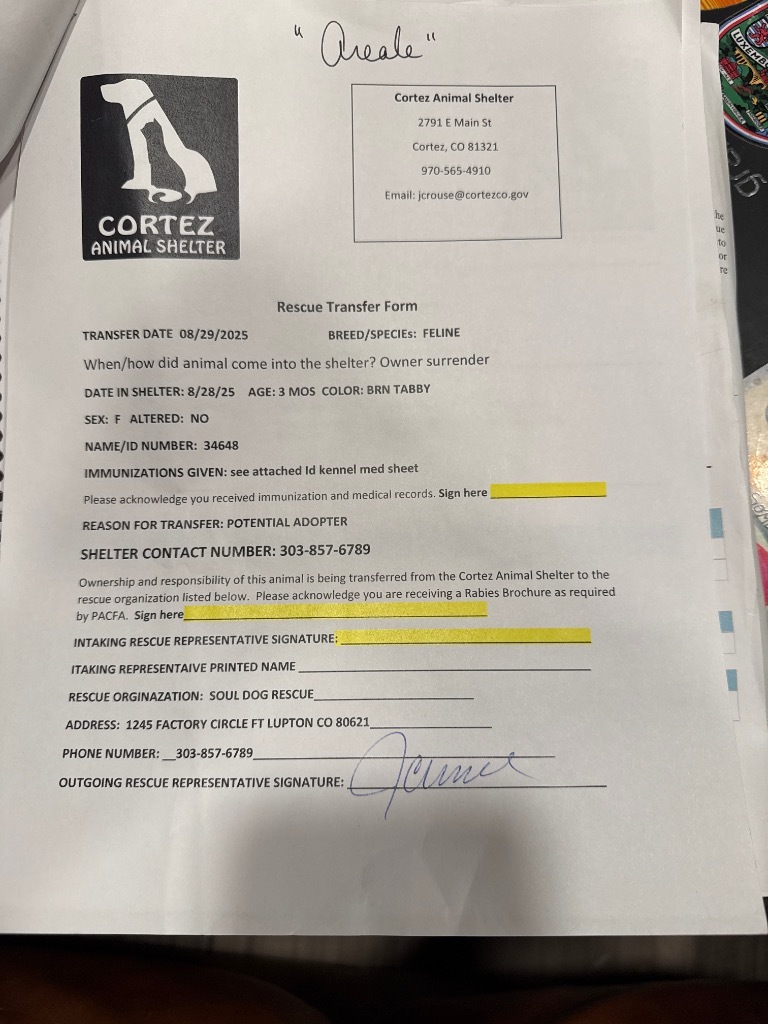 "Areale"
CORTEZ
ANIMAL SHELTER
Cortez Animal Shelter
2791 E Main St
Cortez, CO 81321
970-565-4910
Email: jcrouse@cortezco.gov
Rescue Transfer Form
TRANSFER DATE 08/29/2025 BREED/SPECIEs: FELINE
When/how did animal come into the shelter? Owner surrender
DATE IN SHELTER: 8/28/25 AGE: 3 MOS COLOR: BRN TABBY
SEX: F ALTERED: NO
NAME/ID NUMBER: 34648
IMMUNIZATIONS GIVEN: see attached Id kennel med sheet
Please acknowledge you received immunization and medical records. Sign here
REASON FOR TRANSFER: POTENTIAL ADOPTER
SHELTER CONTACT NUMBER: 303-857-6789
Ownership and responsibility of this animal is being transferred from the Cortez Animal Shelter to the
rescue organization listed below. Please acknowledge you are receiving a Rabies Brochure as required
by PACFA. Sign here
INTAKING RESCUE REPRESENTATIVE SIGNATURE:
ITAKING REPRESENTAIVE PRINTED NAME
RESCUE ORGINAZATION: SOUL DOG RESCUE
ADDRESS: 1245 FACTORY CIRCLE FT LUPTON CO 80621
PHONE NUMBER: __303-857-6789
OUTGOING RESCUE REPRESENTATIVE SIGNATURE:
he
ue
to
or
re